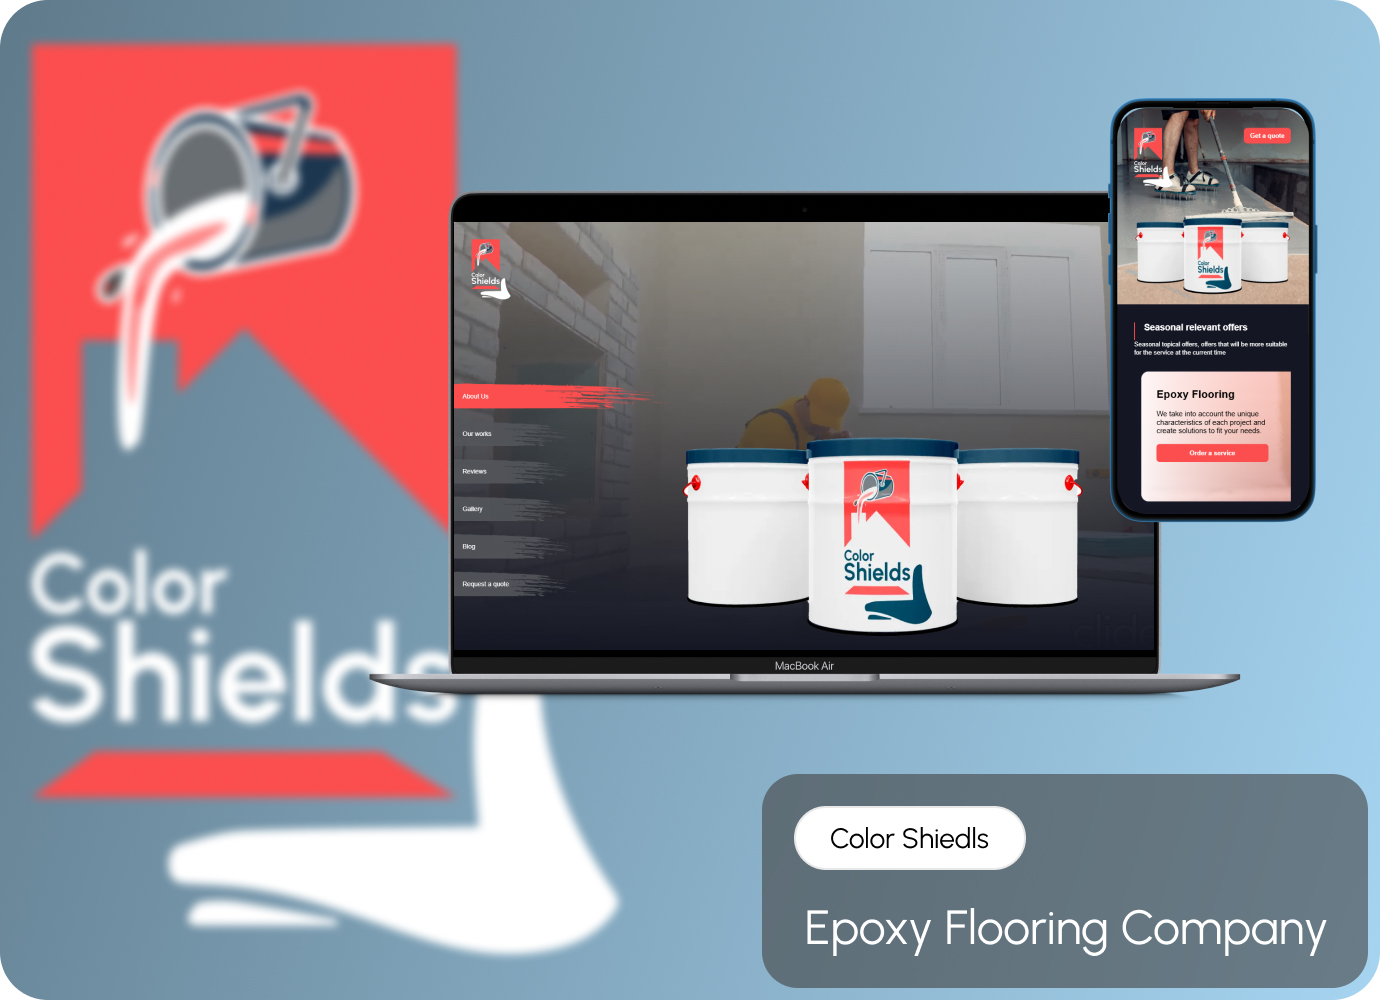 Color
Shields
Color
Shields
About Us
Our works
Reviews
Gallery
Blog
Request a quote
Color
Shields
MacBook Air
Color
Shields
Get a quote
Color
Shields
Seasonal relevant offers
Seasonal topical offers, offers that will be more suitable
for the service at the current time
Epoxy Flooring
We take into account the unique
characteristics of each project and
create solutions to fit your needs.
Order a service
Color Shiedls
Epoxy Flooring Company